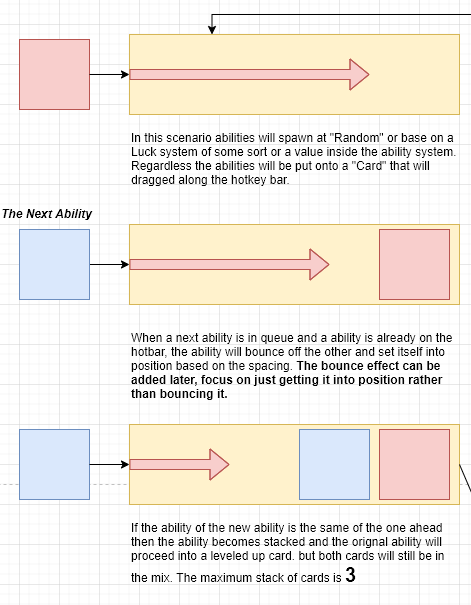 In this scenario abilities will spawn at "Random" or base on a
Luck system of some sort or a value inside the ability system.
Regardless the abilities will be put onto a "Card" that will
dragged along the hotkey bar.
The Next Ability
When a next ability is in queue and a ability is already on the
hotbar, the ability will bounce off the other and set itself into
position based on the spacing. The bounce effect can be
added later, focus on just getting it into position rather
than bouncing it.
If the ability of the new ability is the same of the one ahead
then the ability becomes stacked and the orignal ability will
proceed into a leveled up card. but both cards will still be in
the mix. The maximum stack of cards is 3